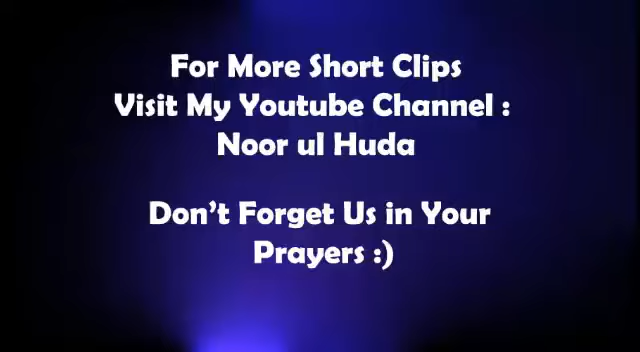 For More Short Clips
Visit My Youtube Channel :
Noor ul Huda
Don't Forget Us in Your
Prayers :)